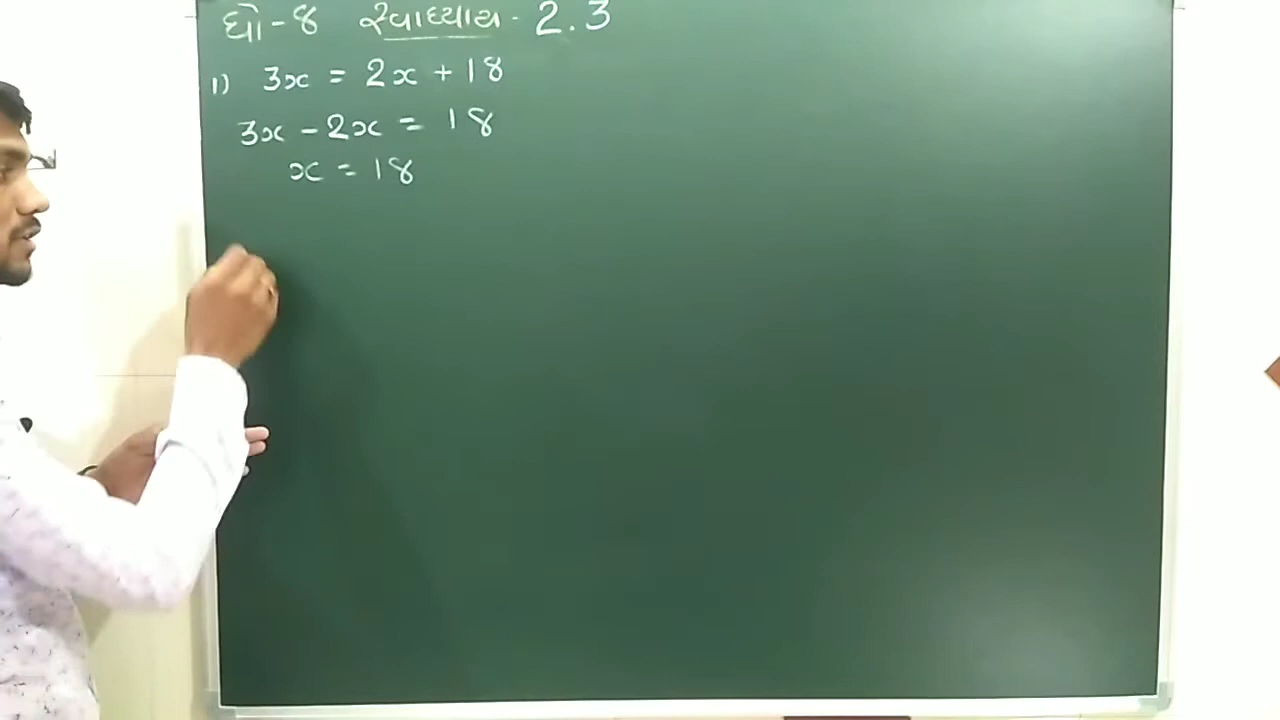 ધો-8 સ્વાધ્યાય - 2.3
1) 3x = 2x + 18
3x - 2x = 18
x = 18